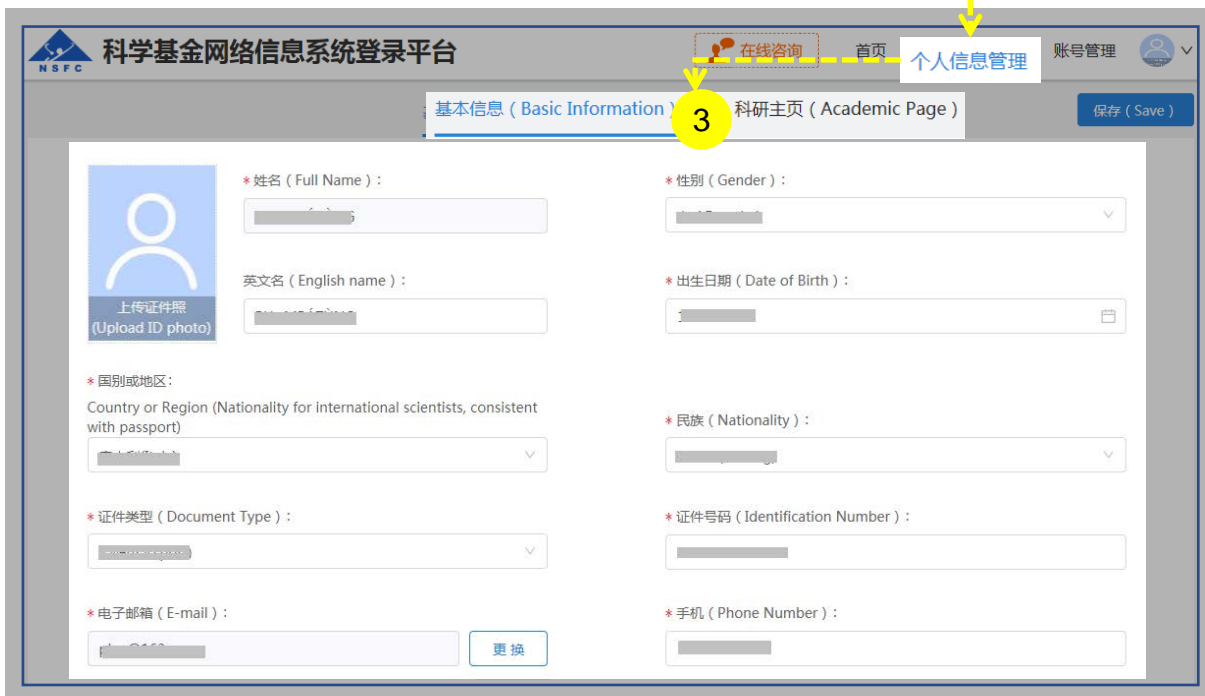 NSFC
科学基金网络信息系统登录平台
在线咨询
首页
个人信息管理
账号管理
基本信息 ( Basic Information )
3
科研主页 ( Academic Page )
保存 ( Save )
* 姓名 ( Full Name ) :
* 性别 ( Gender ) :
英文名 ( English name ) :
* 出生日期 ( Date of Birth ) :
上传证件照
(Upload ID photo)
* 国别或地区:
Country or Region (Nationality for international scientists, consistent
with passport)
* 民族 ( Nationality ) :
* 证件类型 ( Document Type ) :
* 证件号码 ( Identification Number ) :
* 电子邮箱 ( E-mail ) :
* 手机 ( Phone Number ) :
更换